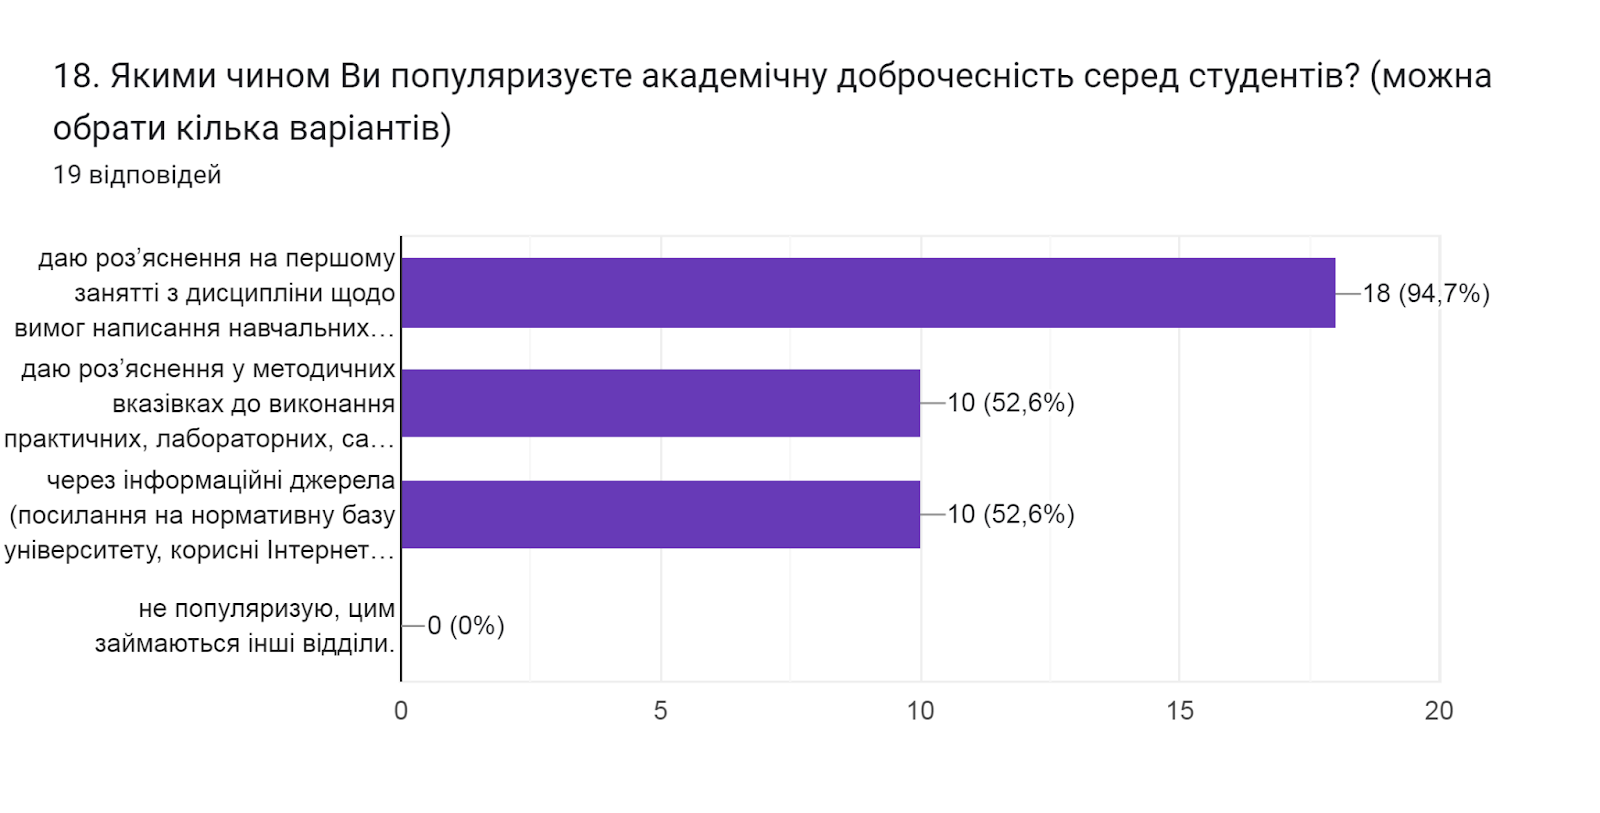 18. Якими чином Ви популяризуєте академічну доброчесність серед студентів? (можна
обрати кілька варіантів)
19 відповідей
даю роз’яснення на першому
занятті з дисципліни щодо
вимог написання навчальних…
18 (94,7%)
даю роз’яснення у методичних
вказівках до виконання
практичних, лабораторних, са…
10 (52,6%)
через інформаційні джерела
(посилання на нормативну базу
університету, корисні Інтернет…
10 (52,6%)
не популяризую, цим
займаються інші відділи.
0 (0%)
0 5 10 15 20